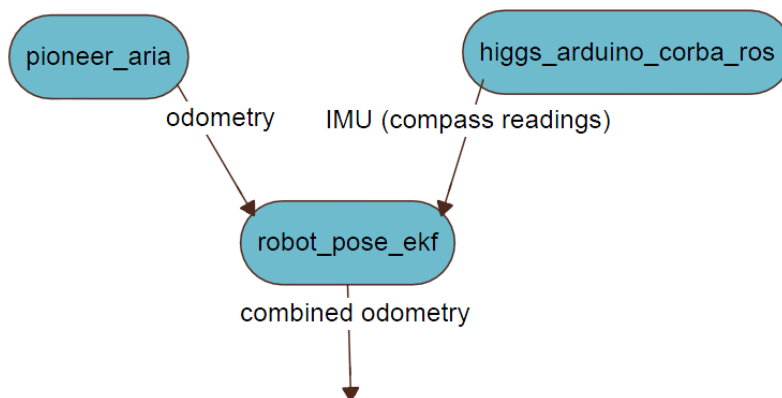 pioneer_aria
higgs_arduino_corba_ros
odometry
IMU (compass readings)
robot_pose_ekf
combined odometry